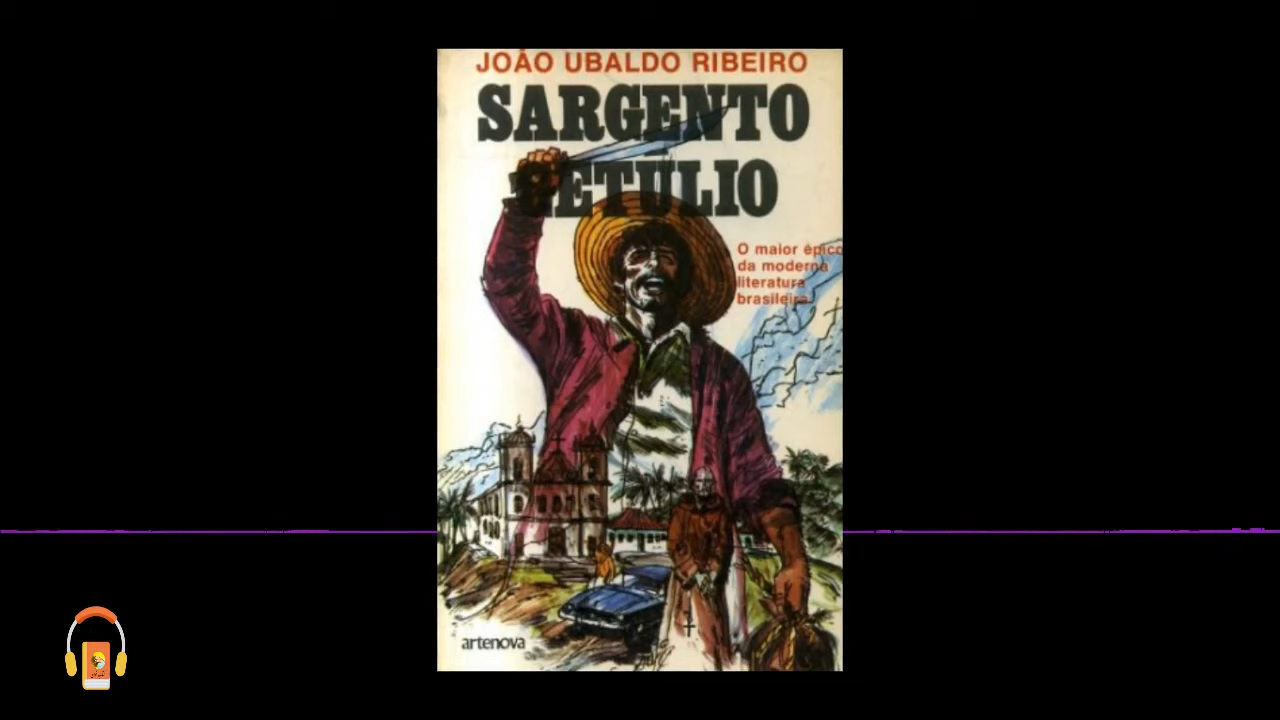 JOÃO UBALDO RIBEIRO
SARGENTO
GETÚLIO
O maior épico
da moderna
literatura
brasileira.
artenova